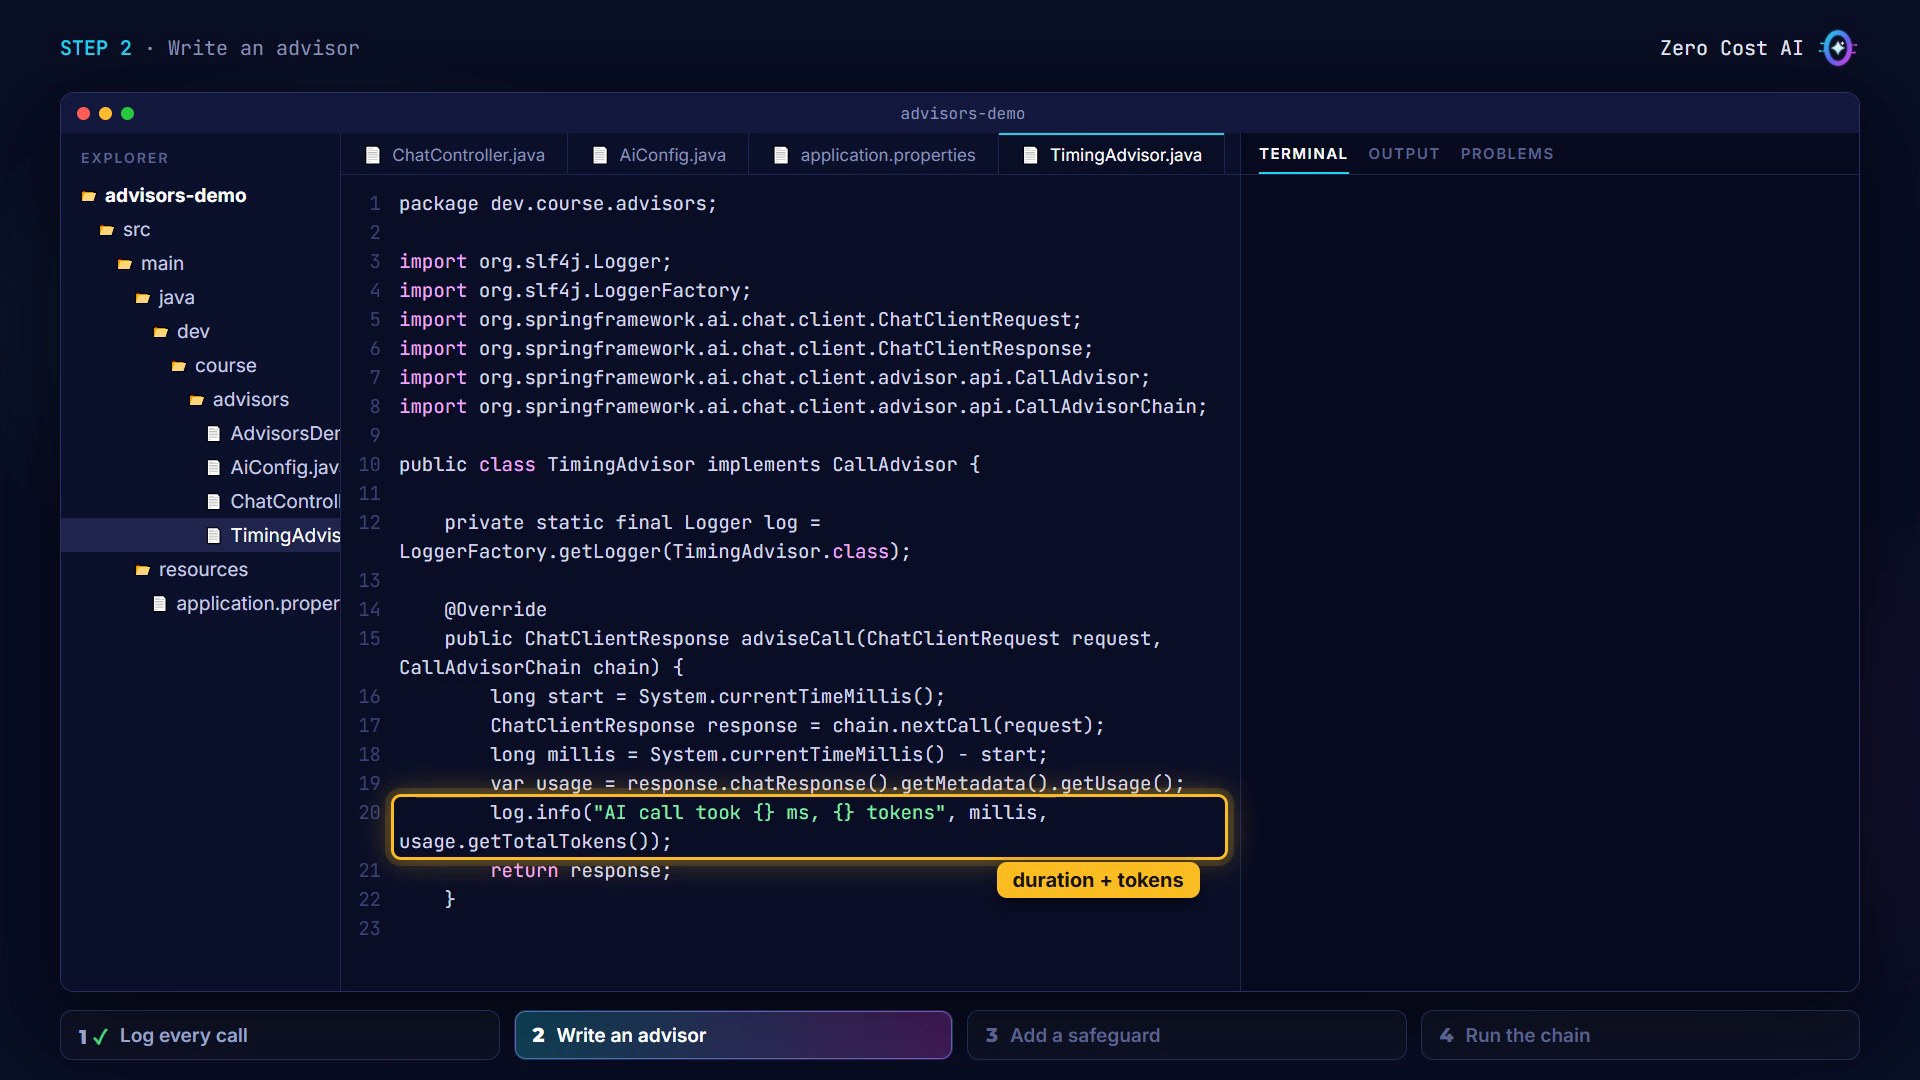 STEP 2 · Write an advisor
Zero Cost AI
advisors-demo
EXPLORER
advisors-demo
src
main
java
dev
course
advisors
AdvisorsDer
AiConfig.jav
ChatControll
TimingAdvis
resources
application.proper
ChatController.java
AiConfig.java
application.properties
TimingAdvisor.java
1 package dev.course.advisors;
2
3 import org.slf4j.Logger;
4 import org.slf4j.LoggerFactory;
5 import org.springframework.ai.chat.client.ChatClientRequest;
6 import org.springframework.ai.chat.client.ChatClientResponse;
7 import org.springframework.ai.chat.client.advisor.api.CallAdvisor;
8 import org.springframework.ai.chat.client.advisor.api.CallAdvisorChain;
9
10 public class TimingAdvisor implements CallAdvisor {
11
12 private static final Logger log =
LoggerFactory.getLogger(TimingAdvisor.class);
13
14 @Override
15 public ChatClientResponse adviseCall(ChatClientRequest request,
CallAdvisorChain chain) {
16 long start = System.currentTimeMillis();
17 ChatClientResponse response = chain.nextCall(request);
18 long millis = System.currentTimeMillis() - start;
19 var usage = response.chatResponse().getMetadata().getUsage();
20 log.info("AI call took {} ms, {} tokens", millis,
usage.getTotalTokens());
21 return response;
22 }
23
duration + tokens
TERMINAL
OUTPUT
PROBLEMS
1 ✓ Log every call
2 Write an advisor
3 Add a safeguard
4 Run the chain